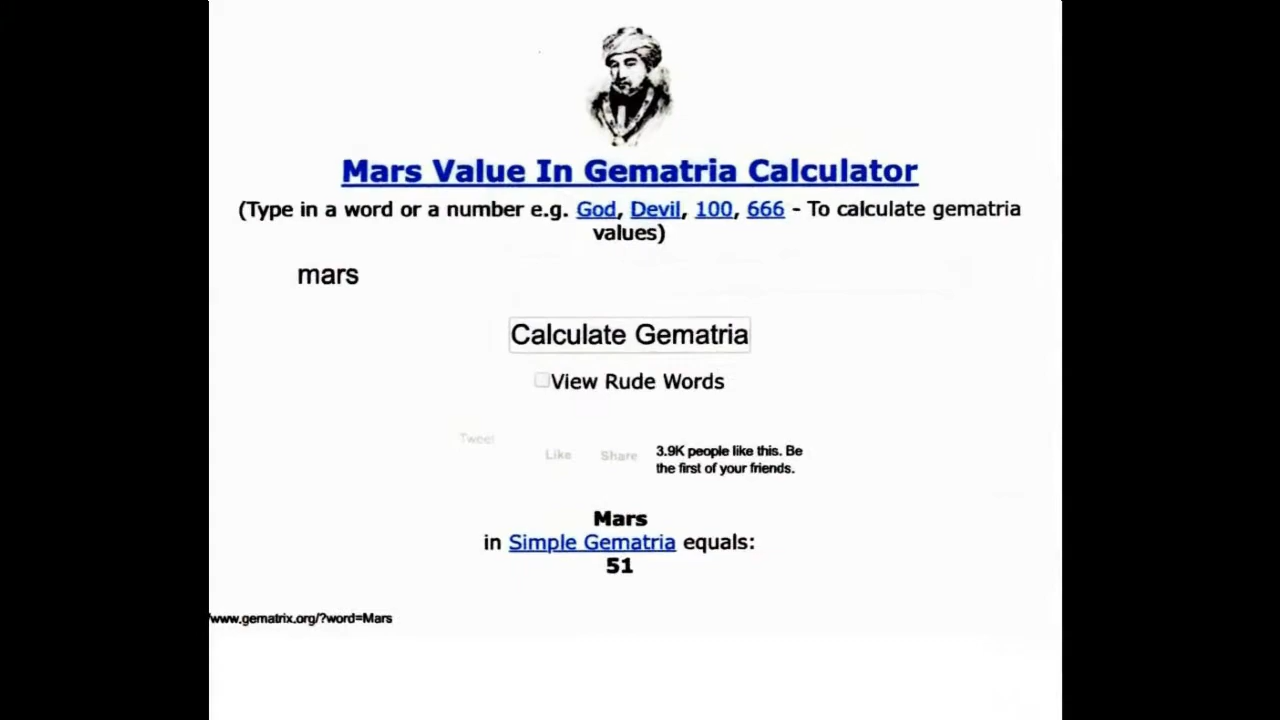 Mars Value In Gematria Calculator
(Type in a word or a number e.g. God, Devil, 100, 666 - To calculate gematria
values)
mars
Calculate Gematria
View Rude Words
Tweet
Like Share 3.9K people like this. Be
the first of your friends.
Mars
in Simple Gematria equals:
51
/www.gematrix.org/?word=Mars